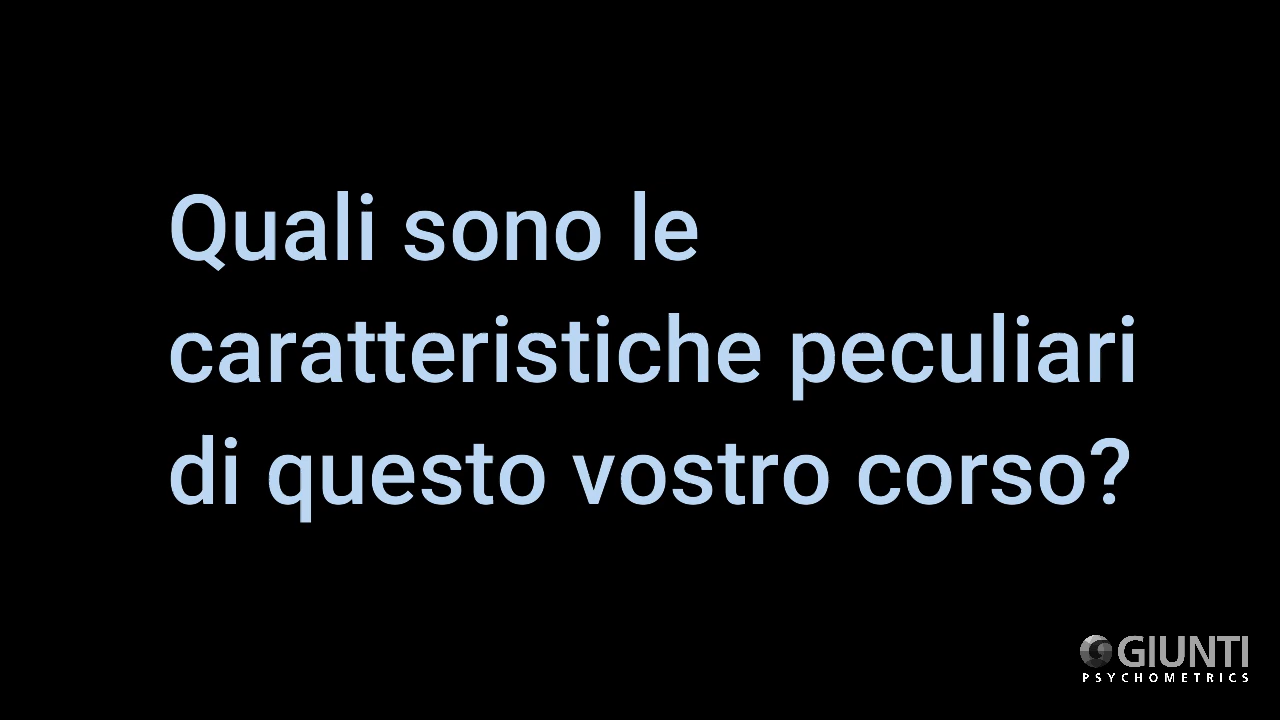 Quali sono le
caratteristiche peculiari
di questo vostro corso?
GIUNTI
PSYCHOMETRICS